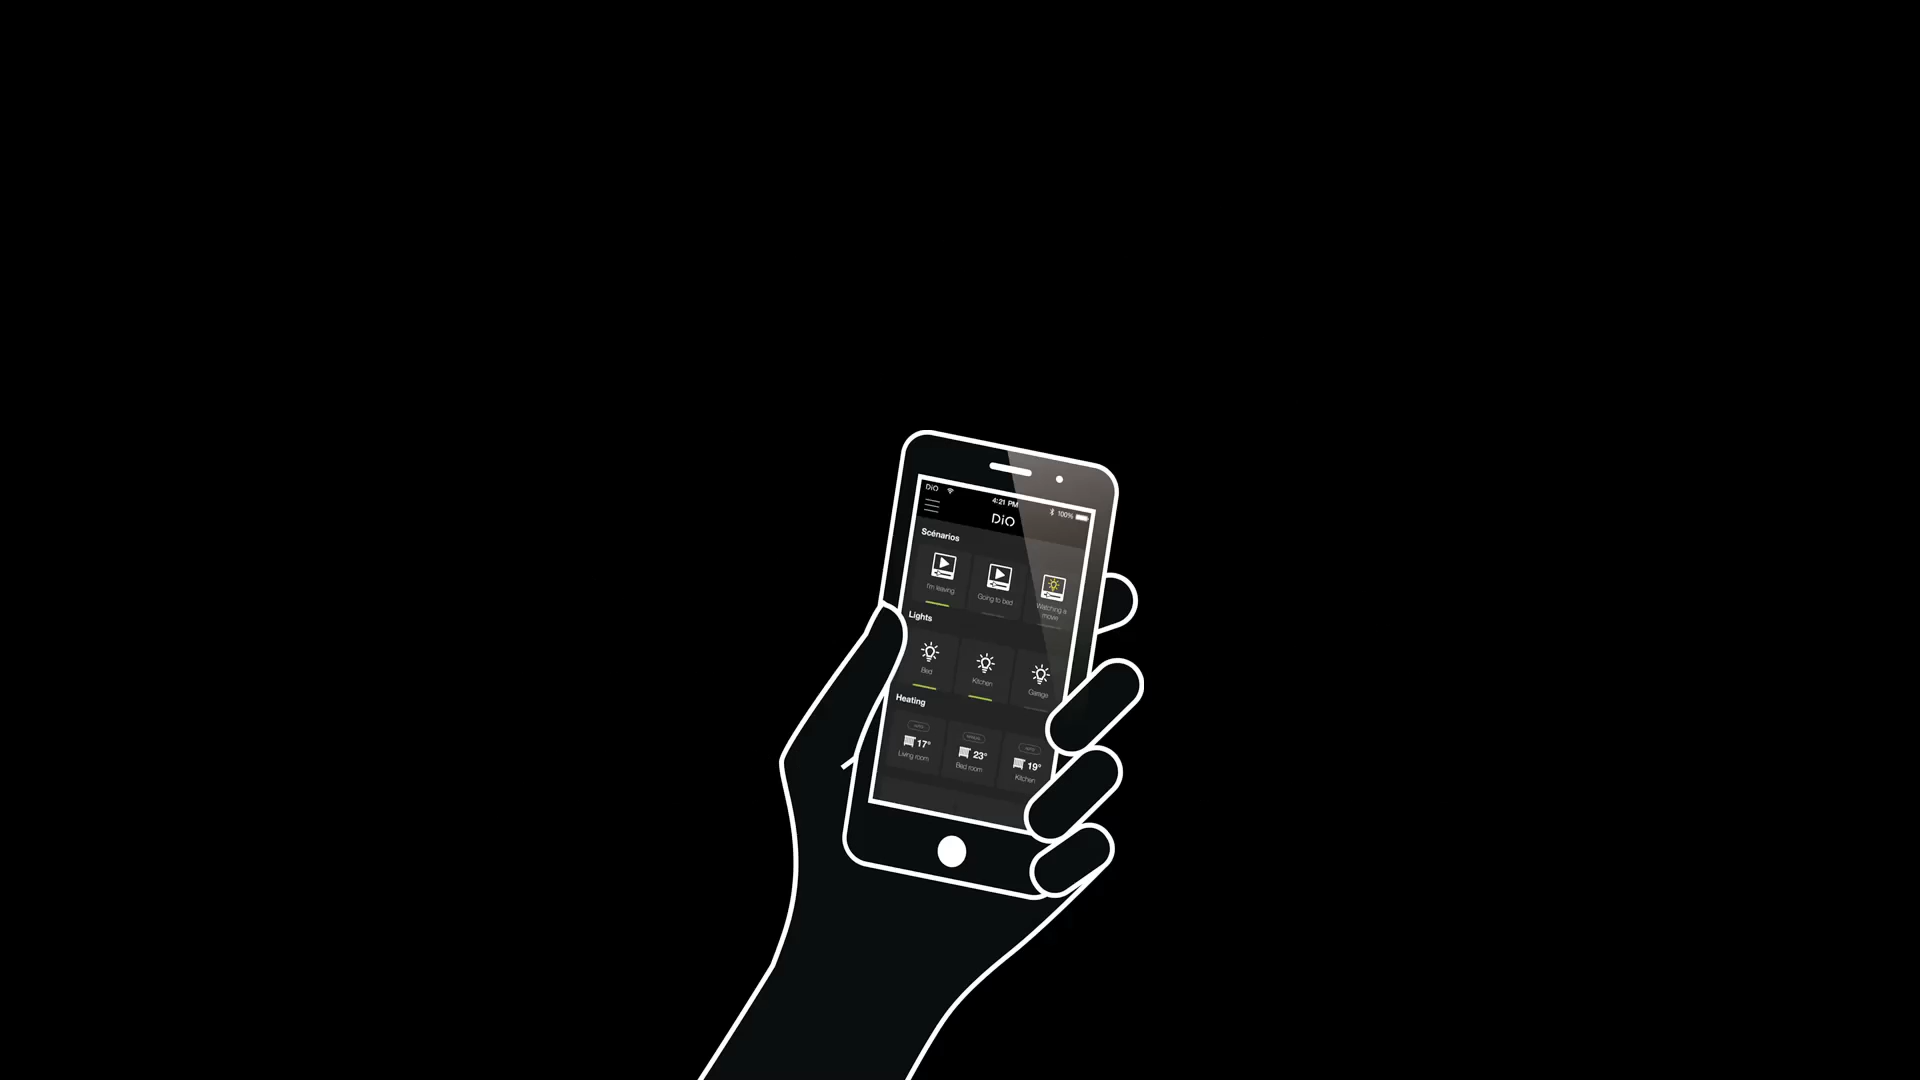 DiO 4:21 PM 100%
DiO
Scénarios
I'm leaving Going to bed Watching a
movie
Lights
Bed Kitchen Garage
Heating
MANUAL
17° 23° 19°
Living room Bed room Kitchen